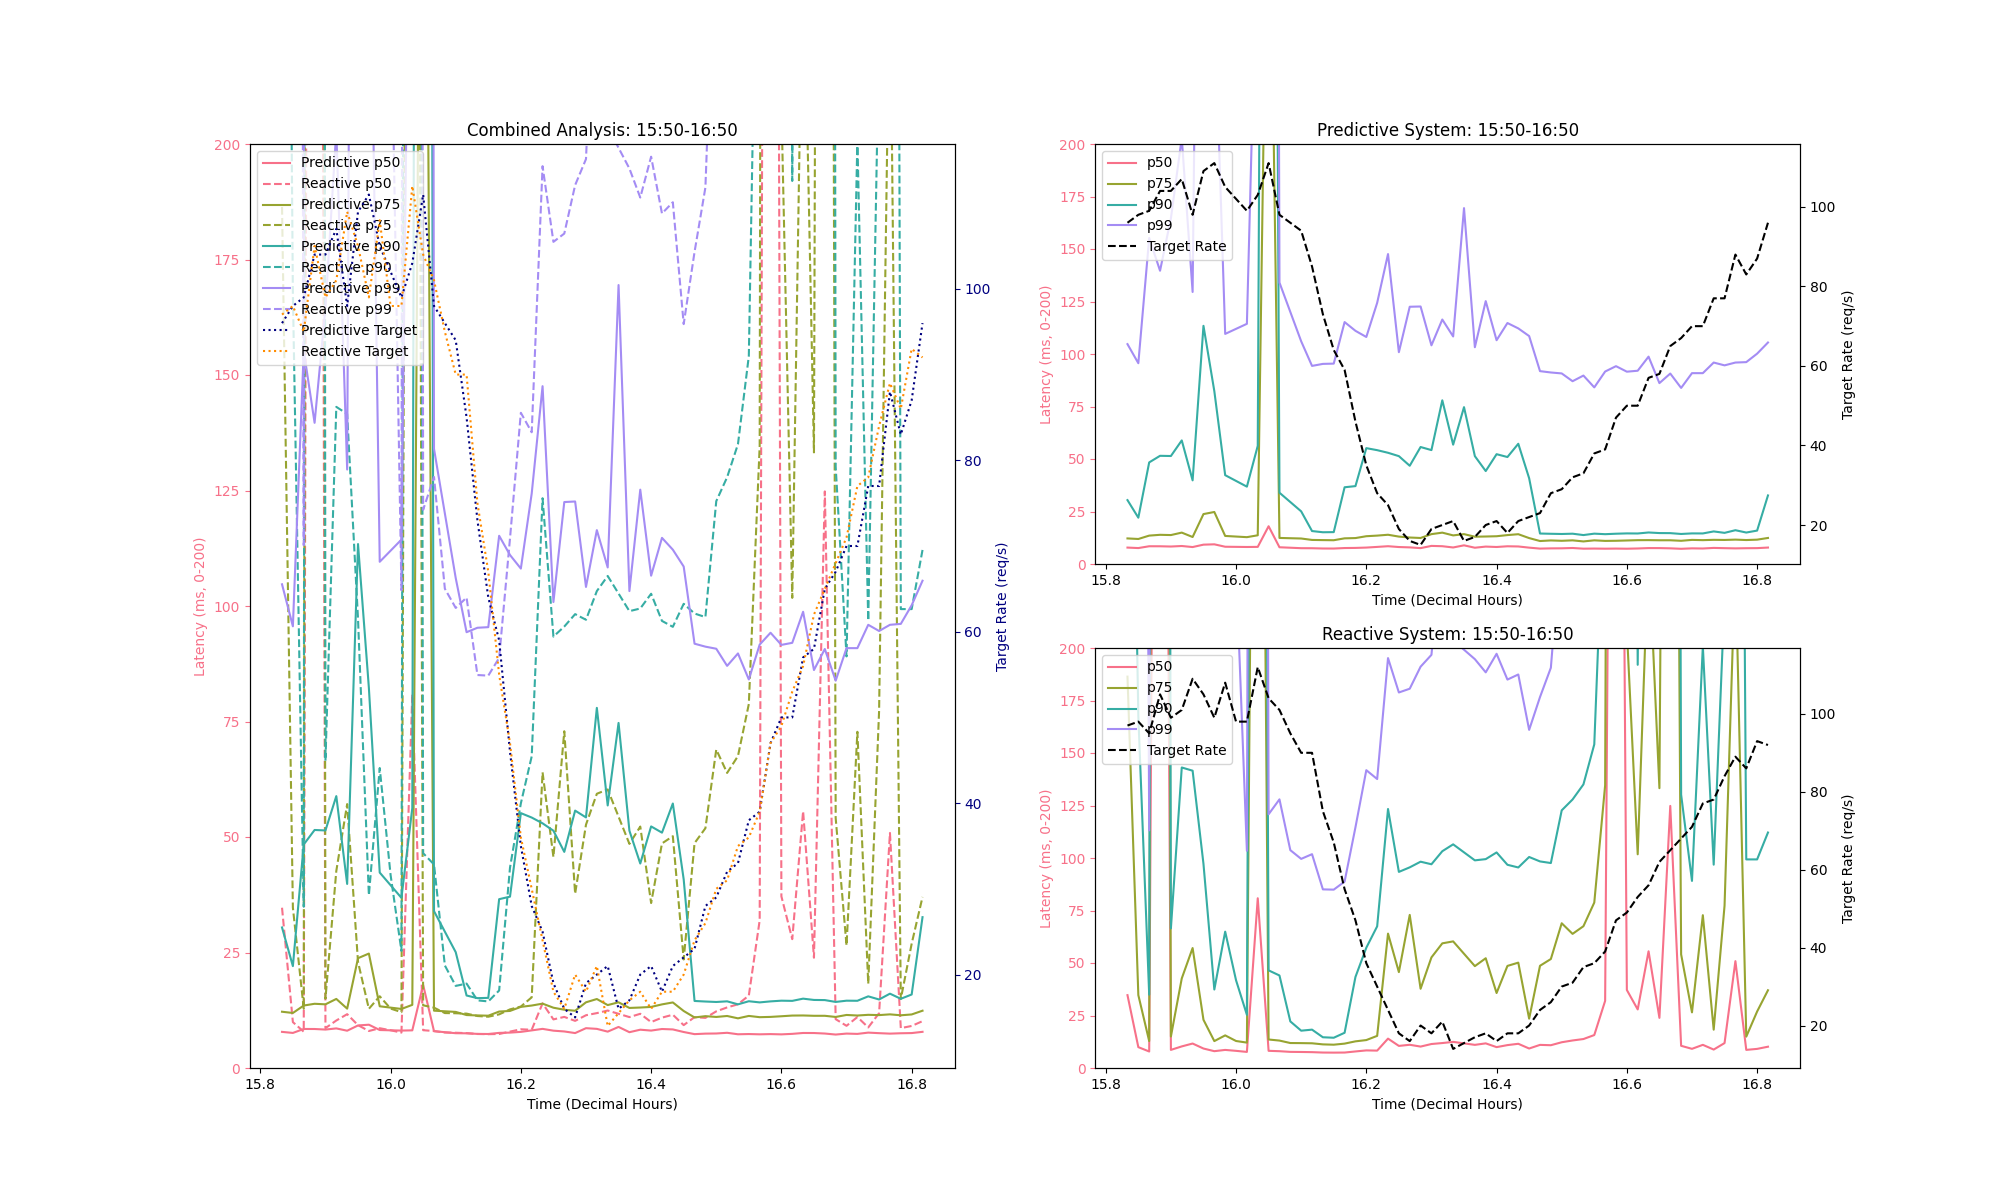 Combined Analysis: 15:50-16:50
200
175
150
125
100
75
50
25
0
Latency (ms, 0-200)
Predictive p50
Reactive p50
Predictive p75
Reactive p75
Predictive p90
Reactive p90
Predictive p99
Reactive p99
Predictive Target
Reactive Target
100
80
60
40
20
Target Rate (req/s)
15.8 16.0 16.2 16.4 16.6 16.8
Time (Decimal Hours)
Predictive System: 15:50-16:50
200
175
150
125
100
75
50
25
0
Latency (ms, 0-200)
p50
p75
p90
p99
Target Rate
100
80
60
40
20
Target Rate (req/s)
15.8 16.0 16.2 16.4 16.6 16.8
Time (Decimal Hours)
Reactive System: 15:50-16:50
200
175
150
125
100
75
50
25
0
Latency (ms, 0-200)
p50
p75
p90
p99
Target Rate
100
80
60
40
20
Target Rate (req/s)
15.8 16.0 16.2 16.4 16.6 16.8
Time (Decimal Hours)